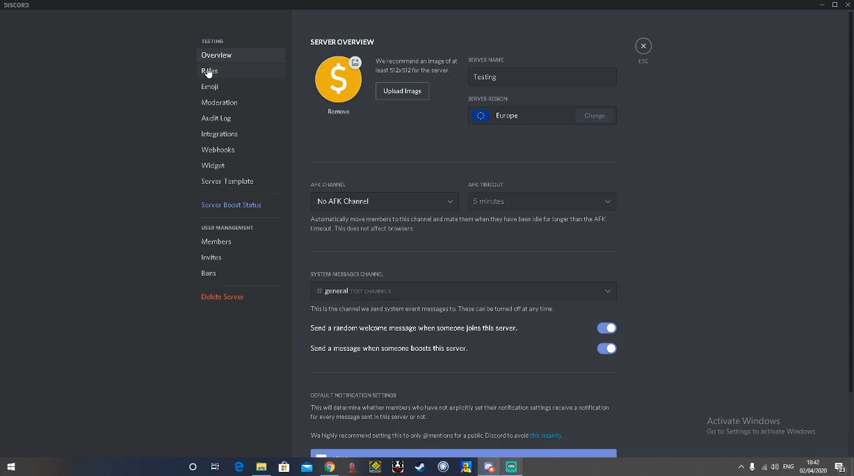 DISCORD
TESTING
Overview
Roles
Emoji
Moderation
Audit Log
Integrations
Webhooks
Widget
Server Template
Server Boost Status
USER MANAGEMENT
Members
Invites
Bans
Delete Server
SERVER OVERVIEW
We recommend an image of at
least 512x512 for the server.
Upload Image
Remove
SERVER NAME
Testing
SERVER REGION
Europe
Change
ESC
AFK CHANNEL
No AFK Channel
AFK TIMEOUT
5 minutes
Automatically move members to this channel and mute them when they have been idle for longer than the AFK
timeout. This does not affect browsers.
SYSTEM MESSAGES CHANNEL
# general
This is the channel we send system event messages to. These can be turned off at any time.
Send a random welcome message when someone joins this server.
Send a message when someone boosts this server.
DEFAULT NOTIFICATION SETTINGS
This will determine whether members who have not explicitly set their notification settings receive a notification
for every message sent in this server or not.
We highly recommend setting this to only @mentions for a public Discord to avoid this insanity.
Activate Windows
Go to Settings to activate Windows.
ENG
18:42
02/04/2020